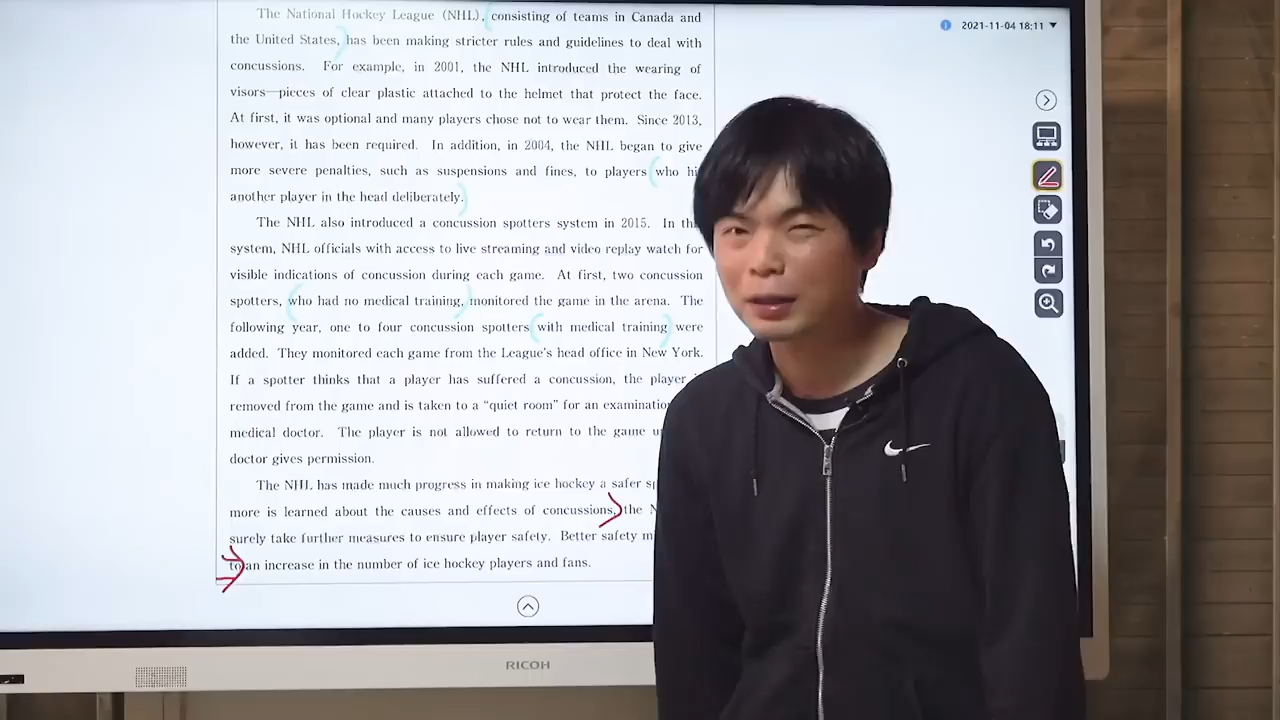 The National Hockey League (NHL), consisting of teams in Canada and
the United States, has been making stricter rules and guidelines to deal with
concussions. For example, in 2001, the NHL introduced the wearing of
visors—pieces of clear plastic attached to the helmet that protect the face.
At first, it was optional and many players chose not to wear them. Since 2013,
however, it has been required. In addition, in 2004, the NHL began to give
more severe penalties, such as suspensions and fines, to players who
another player in the head deliberately.
The NHL also introduced a concussion spotters system in 2015. In
system, NHL officials with access to live streaming and video replay watch for
visible indications of concussion during each game. At first, two concussion
spotters, who had no medical training, monitored the game in the arena. The
following year, one to four concussion spotters with medical training were
added. They monitored each game from the League's head office in New York.
If a spotter thinks that a player has suffered a concussion, the player
removed from the game and is taken to a "quiet room" for an
medical doctor. The player is not allowed to return to the game
doctor gives permission.
The NHL has made much progress in making ice hockey a safer
more is learned about the causes and effects of concussions, the
surely take further measures to ensure player safety. Better safety
to an increase in the number of ice hockey players and fans.
2021-11-04 18:11
RICOH